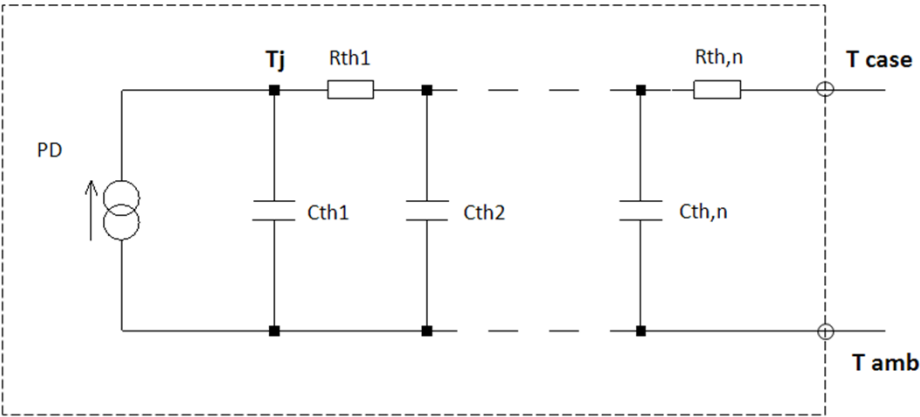 Tj
Rth1
Rth,n
T case
PD
Cth1
Cth2
Cth,n
T amb